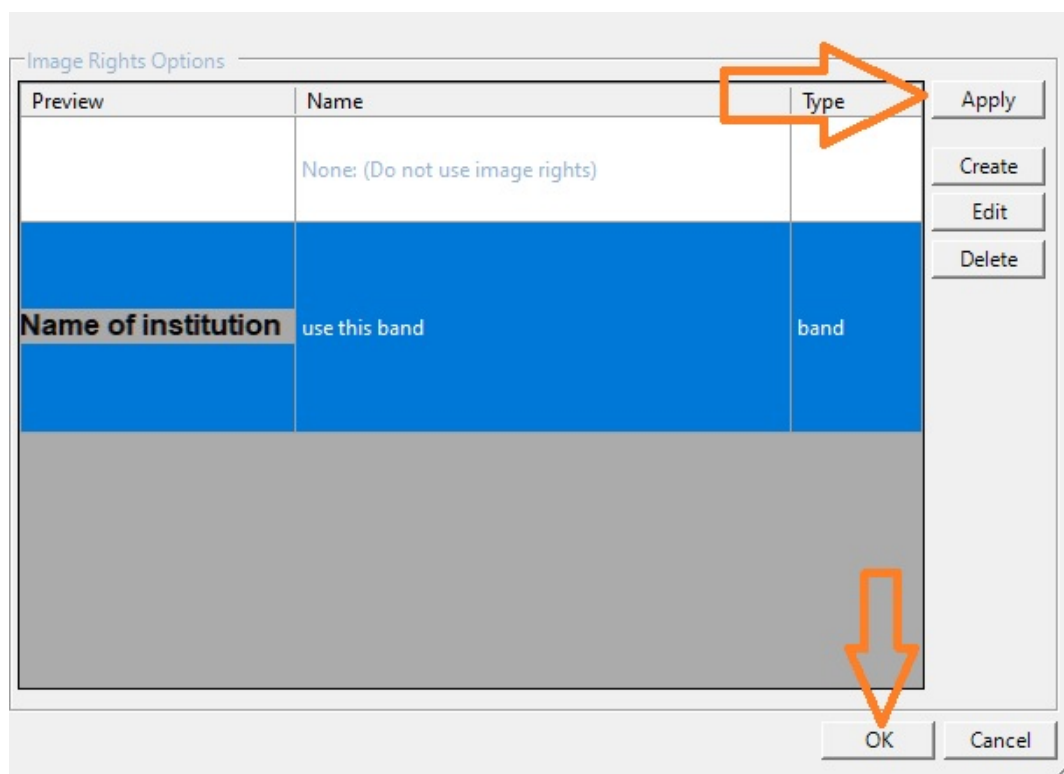 Image Rights Options
Preview Name Type Apply
None: (Do not use image rights) Create
Edit
Delete
Name of institution use this band band
OK Cancel